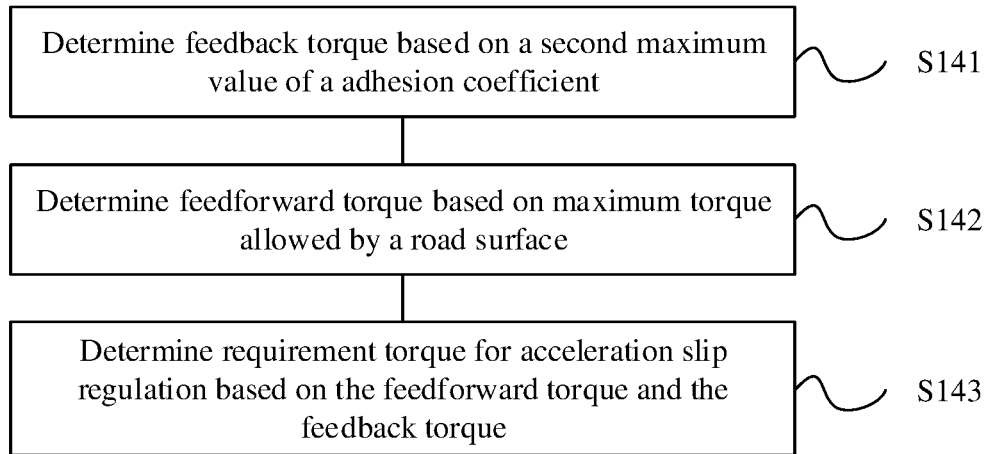 Determine feedback torque based on a second maximum
value of a adhesion coefficient
S141
Determine feedforward torque based on maximum torque
allowed by a road surface
S142
Determine requirement torque for acceleration slip
regulation based on the feedforward torque and the
feedback torque
S143